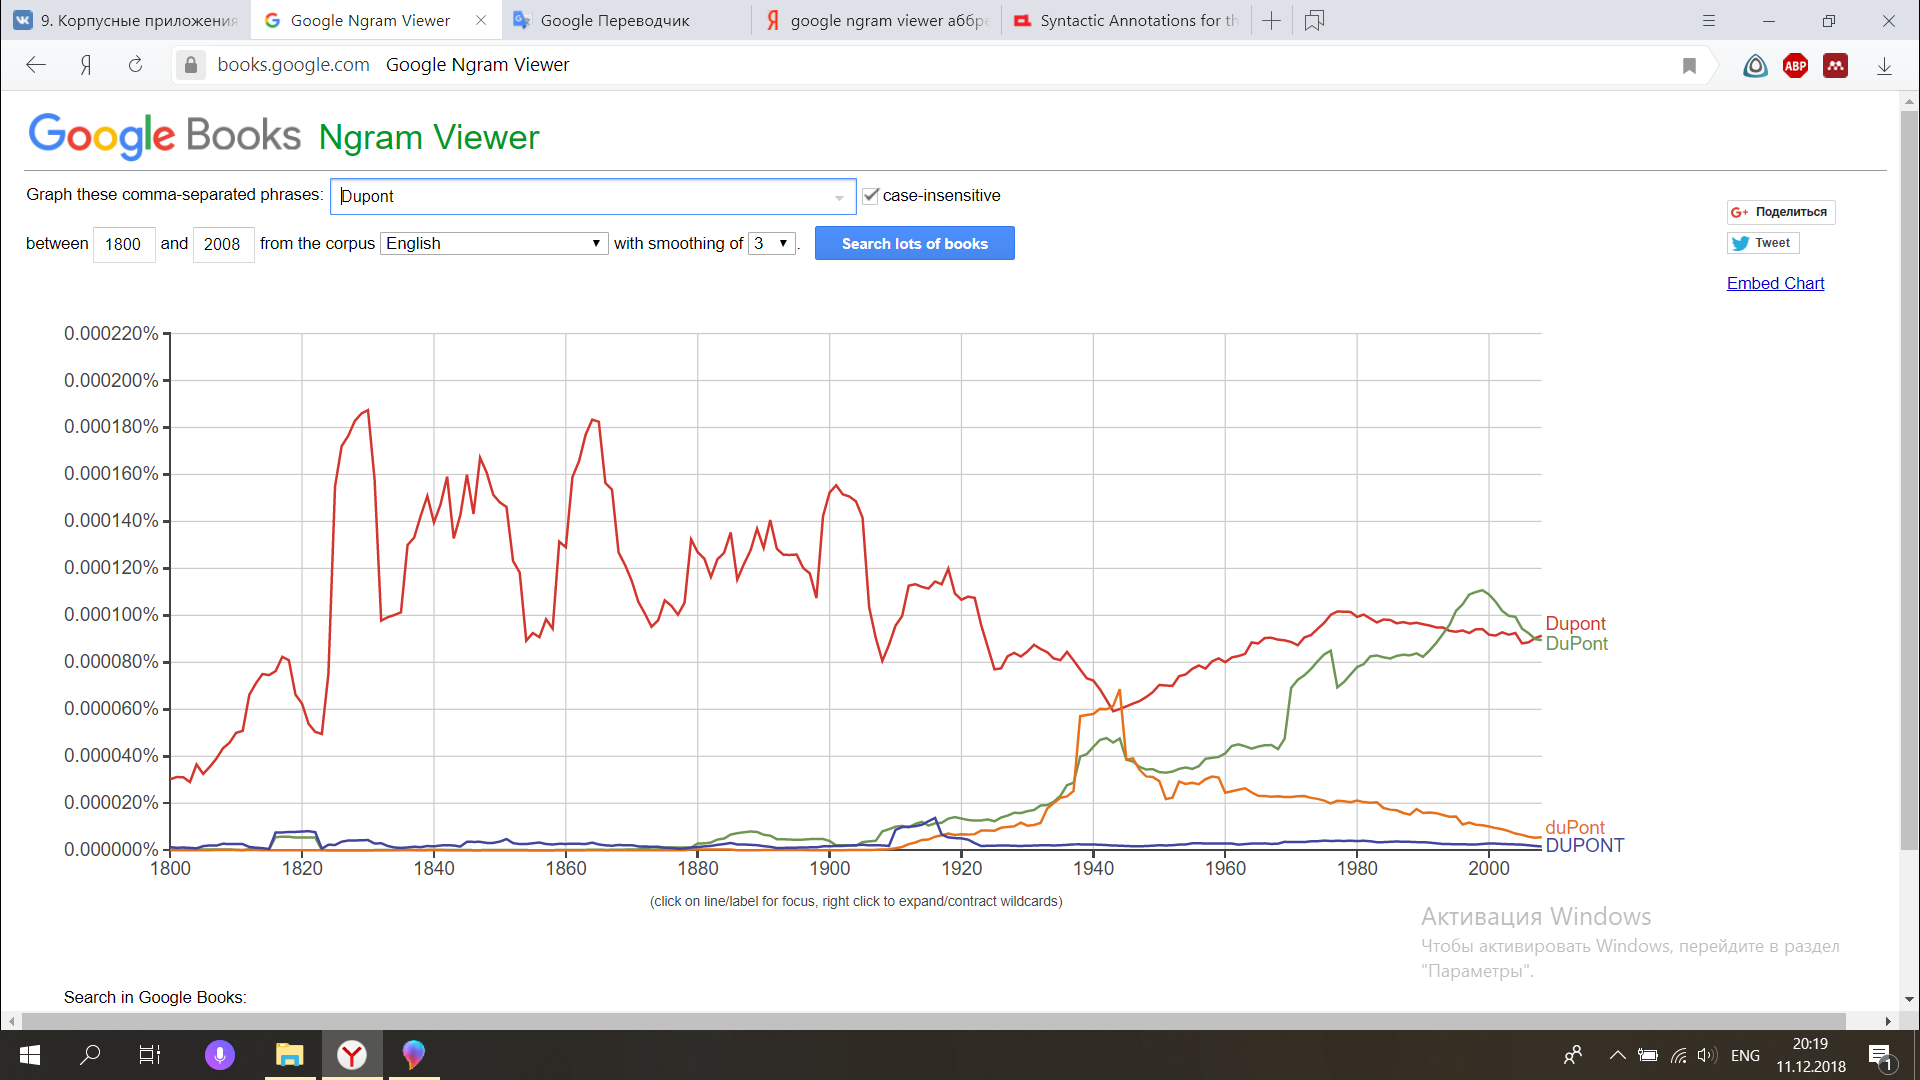 9. Корпусные приложения
Google Ngram Viewer
Google Переводчик
google ngram viewer аббре
Syntactic Annotations for th
books.google.com Google Ngram Viewer
ABP
Google Books Ngram Viewer
Graph these comma-separated phrases: Dupont case-insensitive
between 1800 and 2008 from the corpus English with smoothing of 3 . Search lots of books
G+ Поделиться
Tweet
Embed Chart
0.000220%
0.000200%
0.000180%
0.000160%
0.000140%
0.000120%
0.000100%
0.000080%
0.000060%
0.000040%
0.000020%
0.000000%
Dupont
DuPont
duPont
DUPONT
1800 1820 1840 1860 1880 1900 1920 1940 1960 1980 2000
(click on line/label for focus, right click to expand/contract wildcards)
Активация Windows
Чтобы активировать Windows, перейдите в раздел
"Параметры".
Search in Google Books:
ENG
20:19
11.12.2018
1